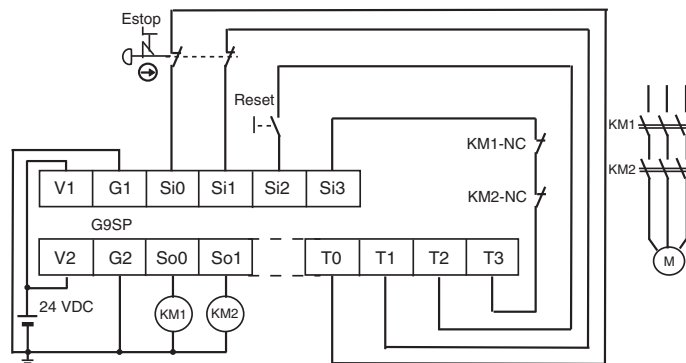 Estop
Reset
KM1-NC
KM1
KM2
KM2-NC
V1 G1 Si0 Si1 Si2 Si3
G9SP
V2 G2 So0 So1 T0 T1 T2 T3
M
24 VDC
KM1 KM2